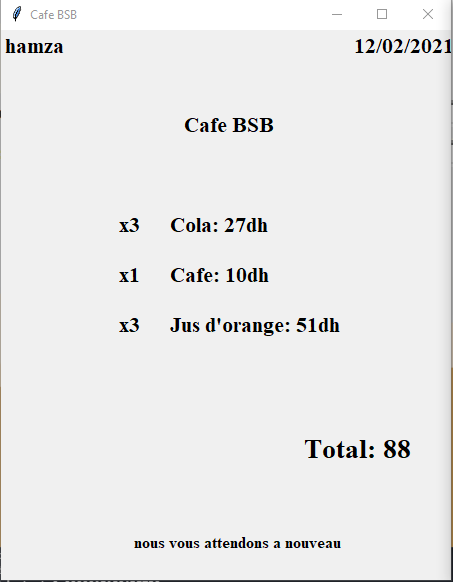 Cafe BSB
hamza 12/02/2021
Cafe BSB
x3 Cola: 27dh
x1 Cafe: 10dh
x3 Jus d'orange: 51dh
Total: 88
nous vous attendons a nouveau